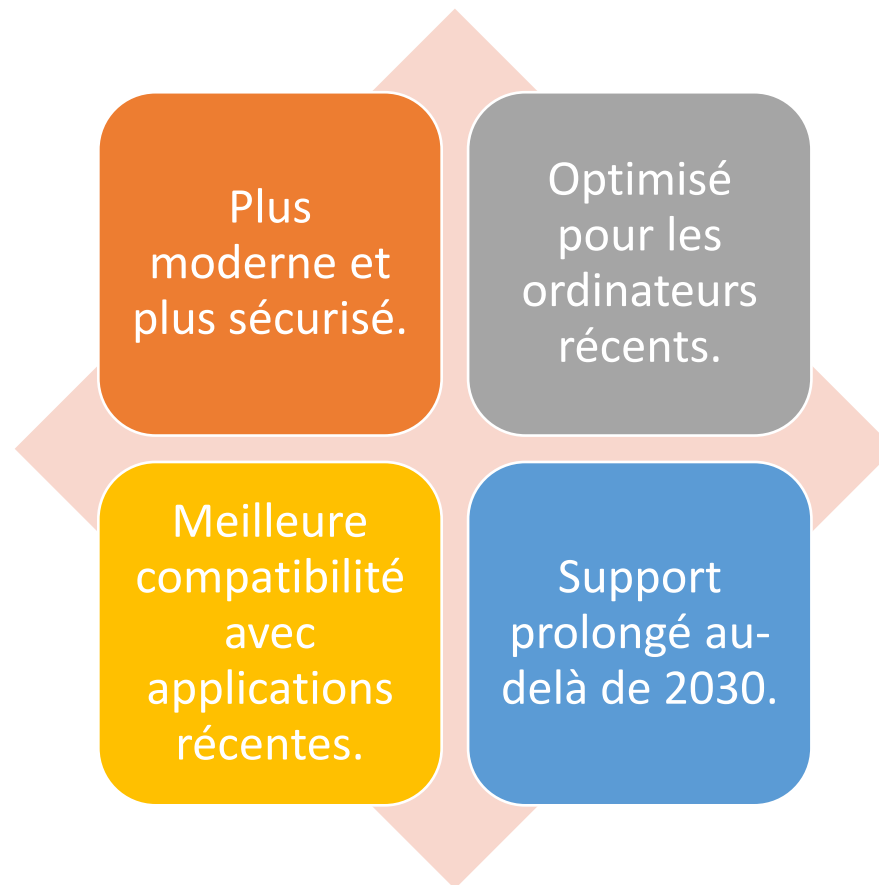 Plus
moderne et
plus sécurisé.
Optimisé
pour les
ordinateurs
récents.
Meilleure
compatibilité
avec
applications
récentes.
Support
prolongé au-
delà de 2030.